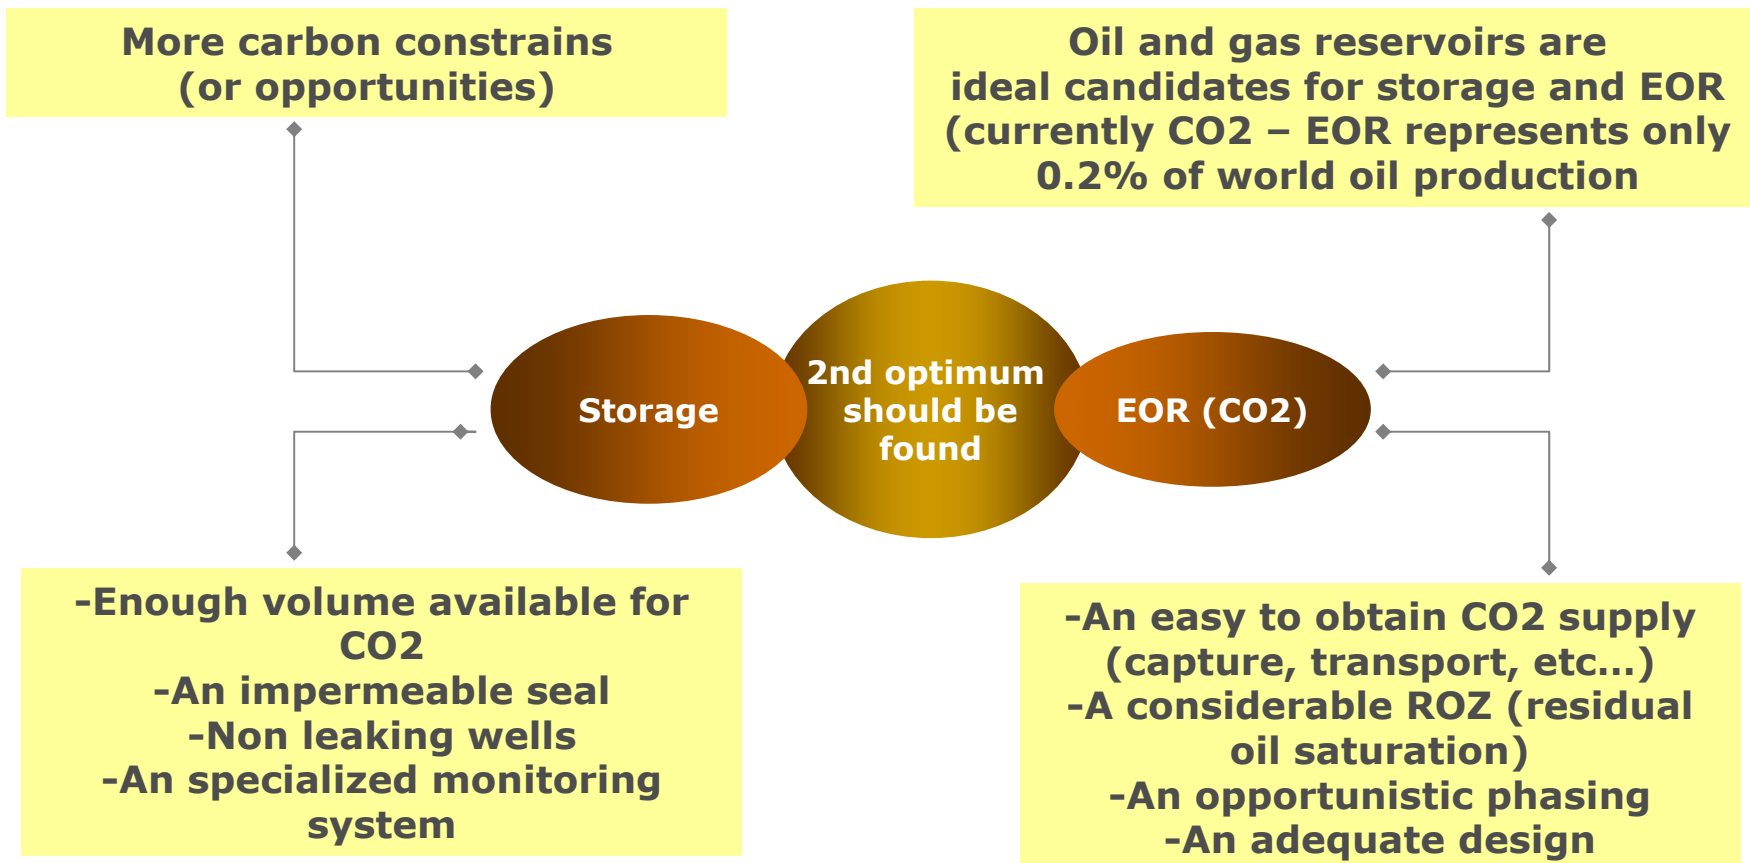 More carbon constrains
(or opportunities)
Oil and gas reservoirs are
ideal candidates for storage and EOR
(currently CO2 – EOR represents only
0.2% of world oil production
Storage
2nd optimum
should be
found
EOR (CO2)
-Enough volume available for
CO2
-An impermeable seal
-Non leaking wells
-An specialized monitoring
system
-An easy to obtain CO2 supply
(capture, transport, etc…)
-A considerable ROZ (residual
oil saturation)
-An opportunistic phasing
-An adequate design